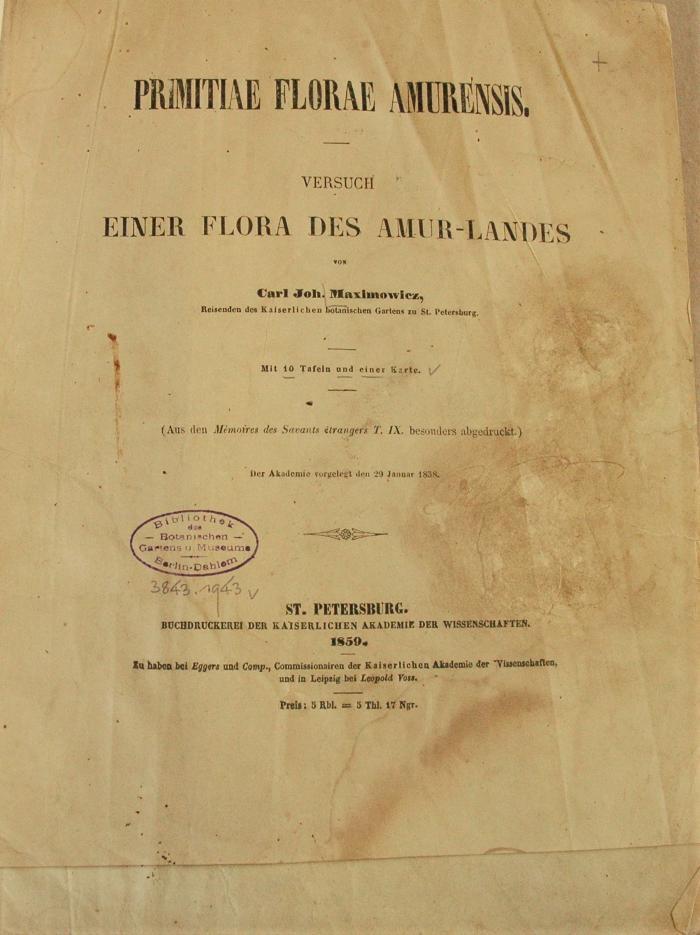 PRIMITIAE FLORAE AMURENSIS.
VERSUCH
EINER FLORA DES AMUR-LANDES
VON
Carl Joh. Maximowicz,
Reisenden des Kaiserlichen botanischen Gartens zu St. Petersburg.
Mit 10 Tafeln und einer Karte.
(Aus den Mémoires des Savants étrangers T. IX. besonders abgedruckt.)
Der Akademie vorgelegt den 29 Januar 1858.
Bibliothek
des
Botanischen
Gartens u. Museums
Berlin-Dahlem
3843.1943
ST. PETERSBURG.
BUCHDRUCKEREI DER KAISERLICHEN AKADEMIE DER WISSENSCHAFTEN.
1859.
Zu haben bei Eggers und Comp., Commissionairen der Kaiserlichen Akademie der Wissenschaften,
und in Leipzig bei Leopold Voss.
Preis: 5 Rbl. = 5 Thl. 17 Ngr.